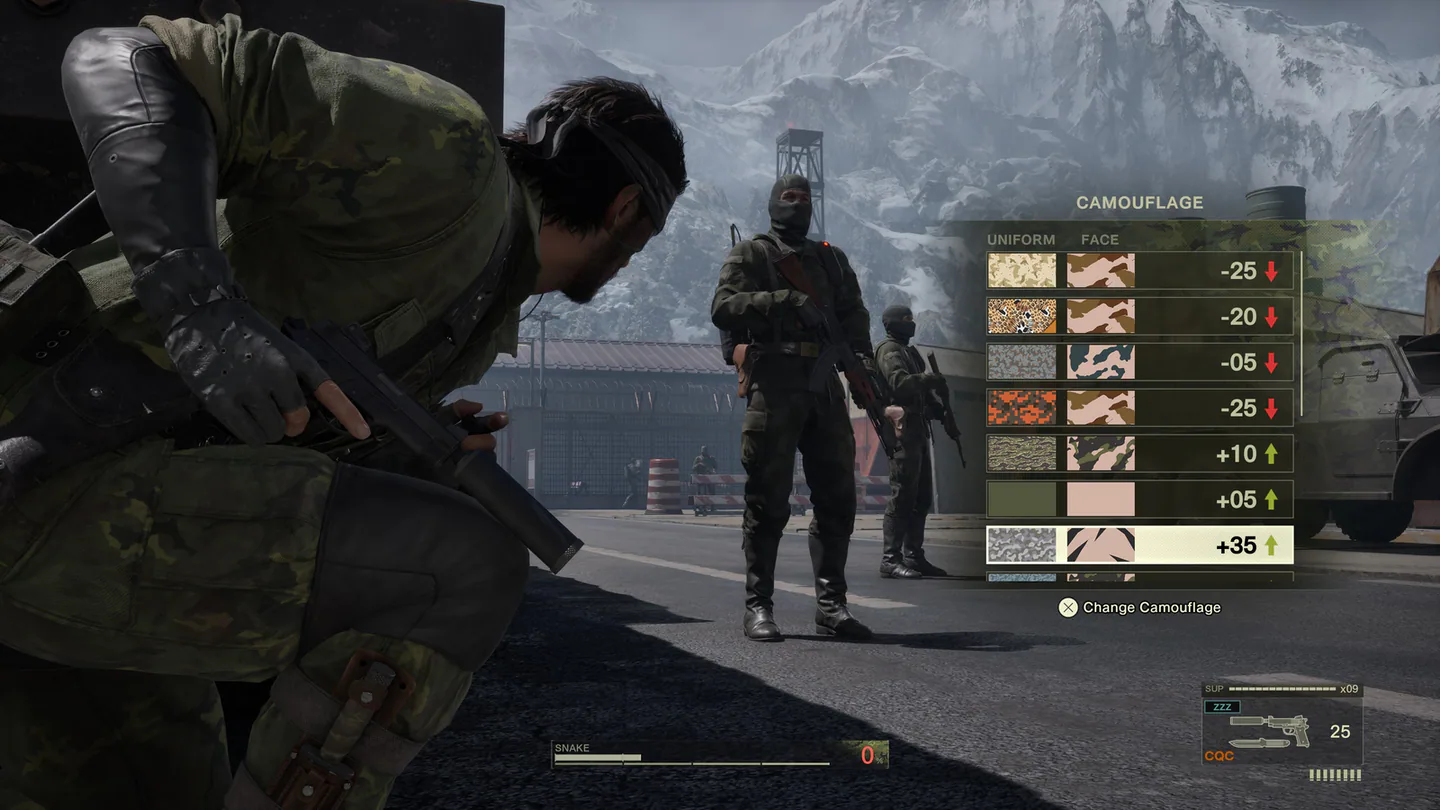 CAMOUFLAGE
UNIFORM FACE
-25
-20
-05
-25
+10
+05
+35
Change Camouflage
SUP x09
ZZZ
25
CQC
SNAKE
0%